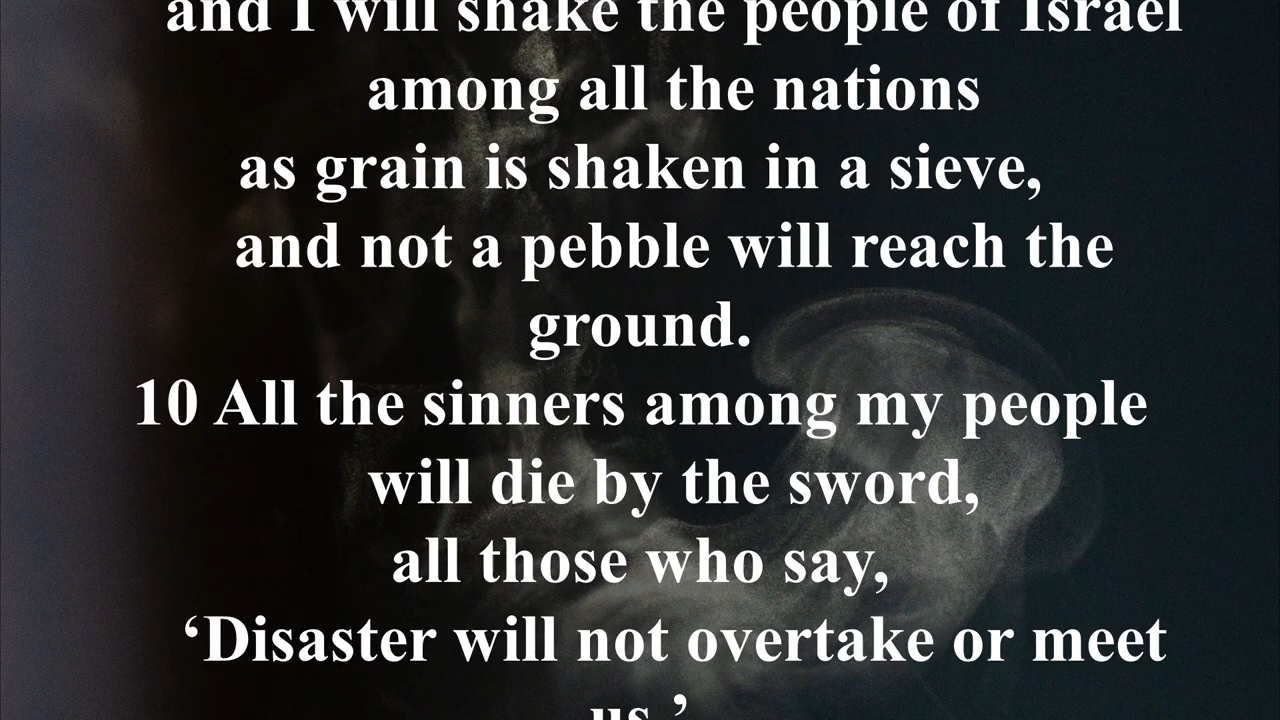 and I will shake the people of Israel
among all the nations
as grain is shaken in a sieve,
and not a pebble will reach the
ground.
10 All the sinners among my people
will die by the sword,
all those who say,
‘Disaster will not overtake or meet
us.’